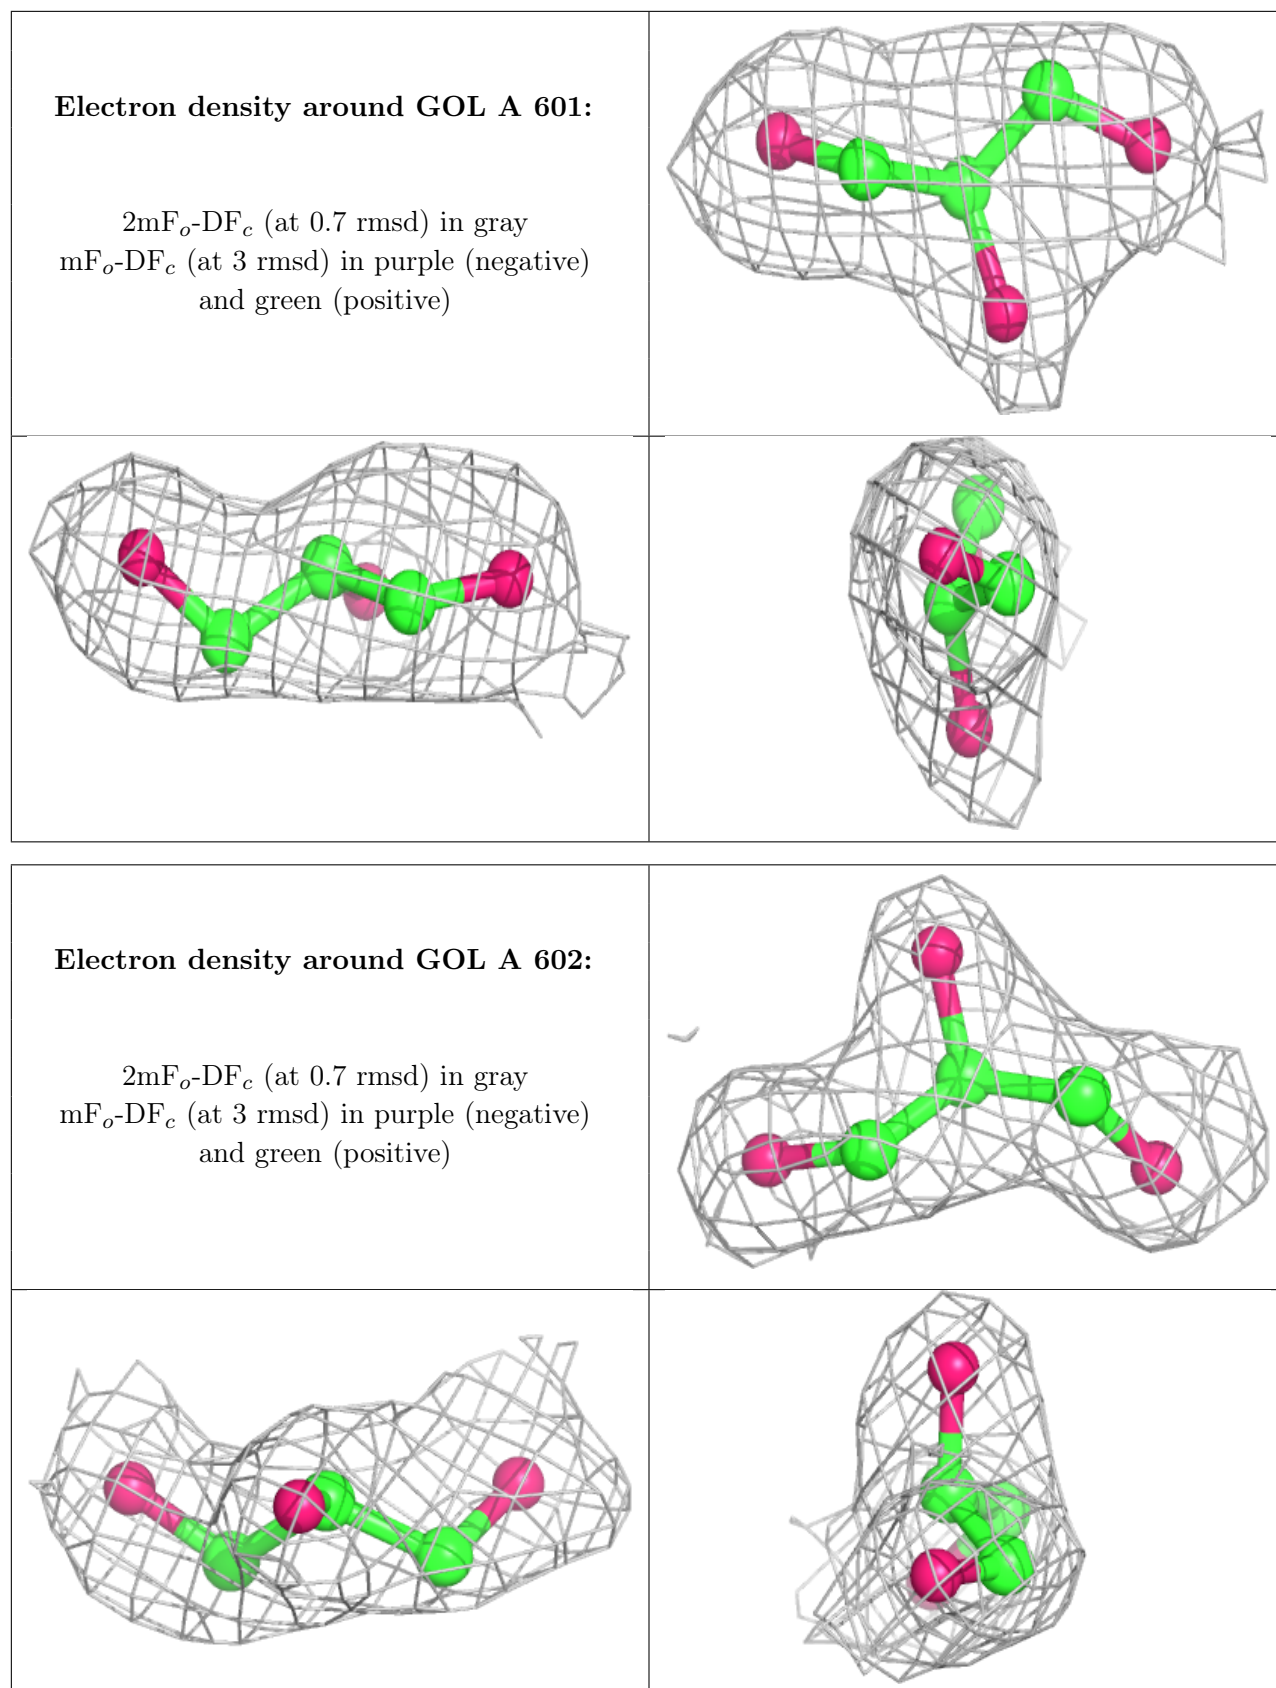 Electron density around GOL A 601:
2mFo-DFc (at 0.7 rmsd) in gray
mFo-DFc (at 3 rmsd) in purple (negative)
and green (positive)
Electron density around GOL A 602:
2mFo-DFc (at 0.7 rmsd) in gray
mFo-DFc (at 3 rmsd) in purple (negative)
and green (positive)